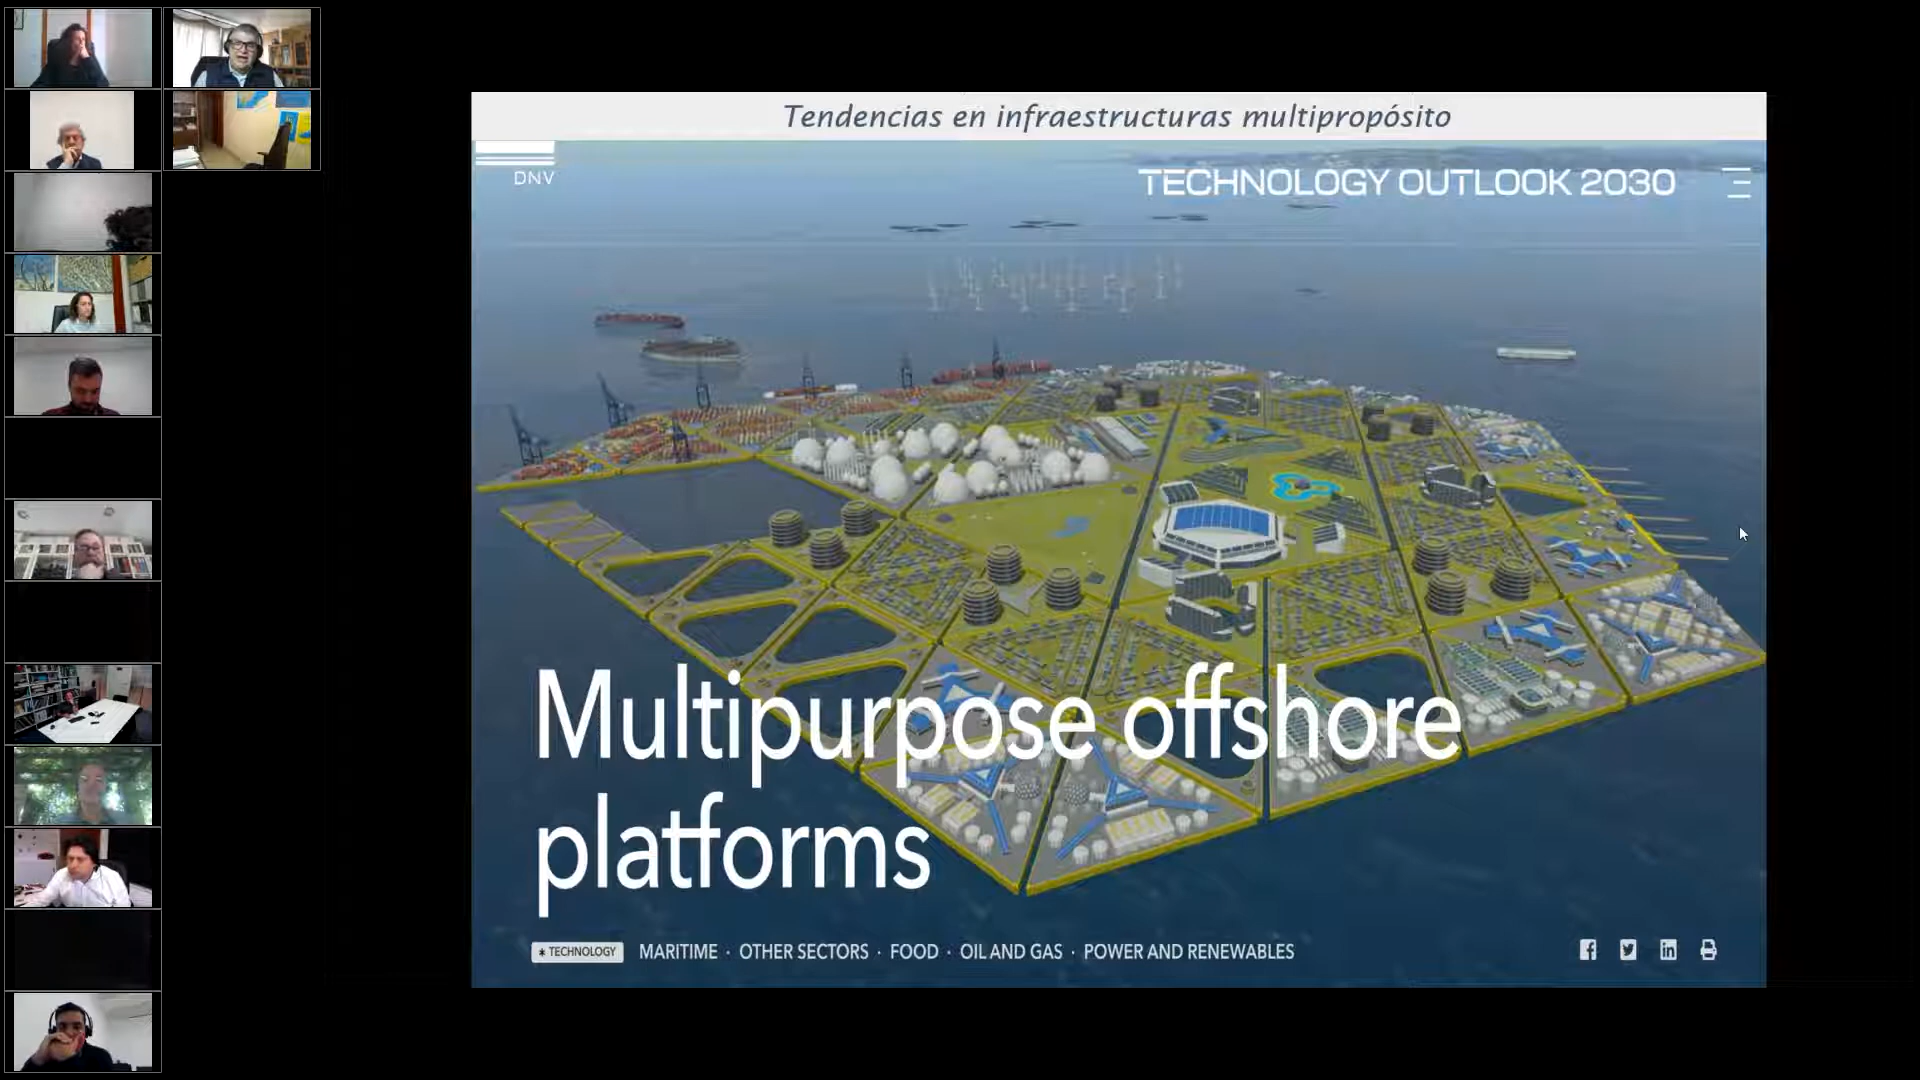 Tendencias en infraestructuras multipropósito
DNV
TECHNOLOGY OUTLOOK 2030
Multipurpose offshore
platforms
* TECHNOLOGY MARITIME · OTHER SECTORS · FOOD · OIL AND GAS · POWER AND RENEWABLES